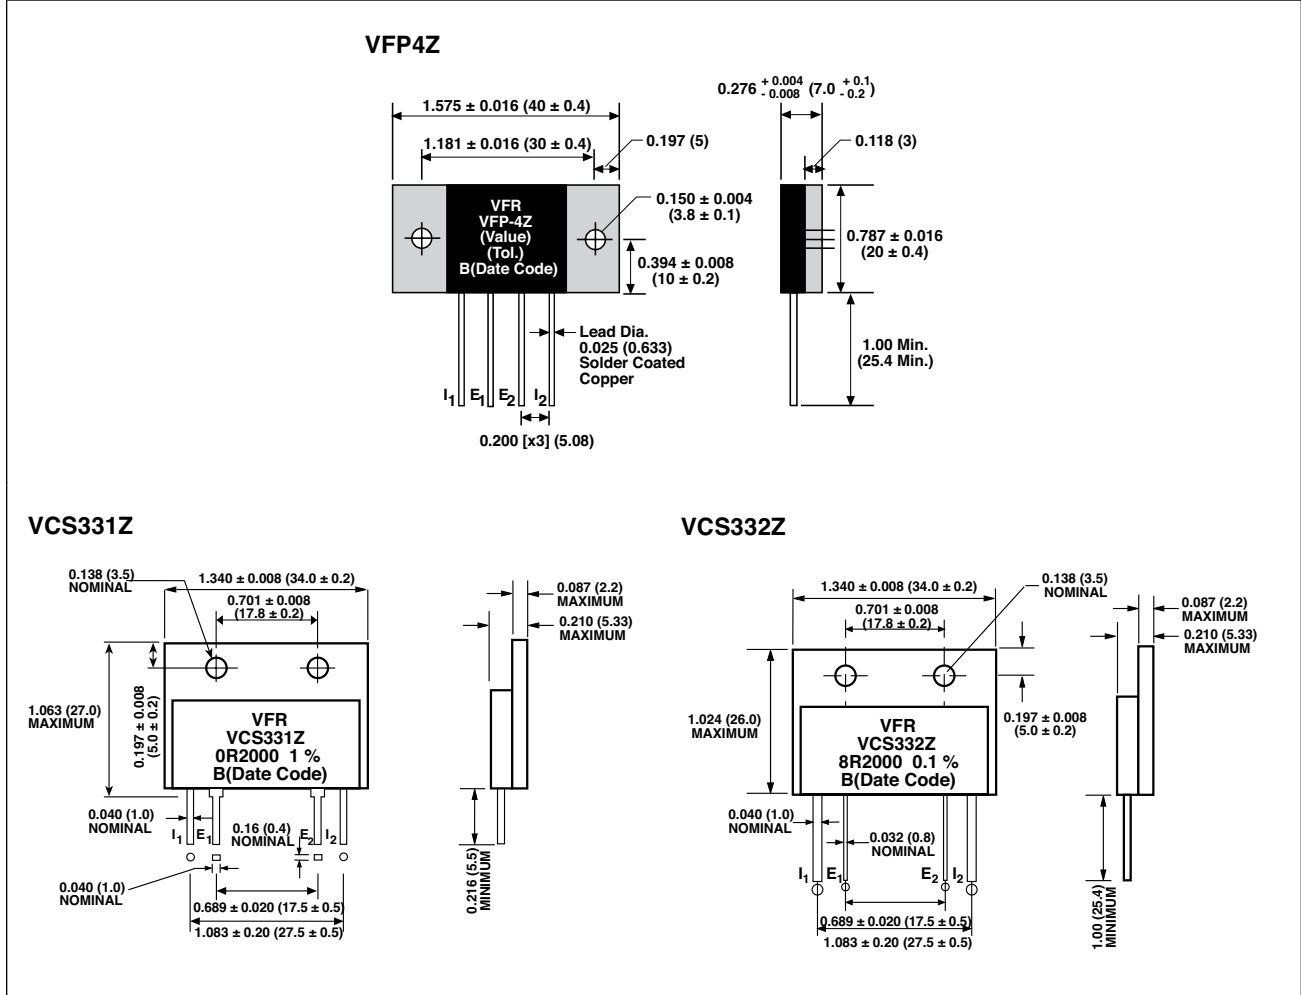 VFP4Z
0.276 + 0.004 - 0.008 (7.0 + 0.1 - 0.2)
1.575 ± 0.016 (40 ± 0.4)
1.181 ± 0.016 (30 ± 0.4)
0.197 (5)
0.118 (3)
VFR
VFP-4Z
(Value)
(Tol.)
B(Date Code)
0.150 ± 0.004
(3.8 ± 0.1)
0.394 ± 0.008
(10 ± 0.2)
0.787 ± 0.016
(20 ± 0.4)
Lead Dia.
0.025 (0.633)
Solder Coated
Copper
1.00 Min.
(25.4 Min.)
I1 E1 E2 I2
0.200 [x3] (5.08)
VCS331Z
0.138 (3.5)
NOMINAL
1.340 ± 0.008 (34.0 ± 0.2)
0.701 ± 0.008
(17.8 ± 0.2)
0.087 (2.2)
MAXIMUM
0.210 (5.33)
MAXIMUM
1.063 (27.0)
MAXIMUM
0.197 ± 0.008
(5.0 ± 0.2)
VFR
VCS331Z
0R2000 1 %
B(Date Code)
0.040 (1.0)
NOMINAL
I1 E1
0.16 (0.4)
NOMINAL
E2 I2
0.040 (1.0)
NOMINAL
0.216 (5.5)
MINIMUM
0.689 ± 0.020 (17.5 ± 0.5)
1.083 ± 0.20 (27.5 ± 0.5)
VCS332Z
1.340 ± 0.008 (34.0 ± 0.2)
0.138 (3.5)
NOMINAL
0.701 ± 0.008
(17.8 ± 0.2)
0.087 (2.2)
MAXIMUM
0.210 (5.33)
MAXIMUM
1.024 (26.0)
MAXIMUM
0.197 ± 0.008
(5.0 ± 0.2)
VFR
VCS332Z
8R2000 0.1 %
B(Date Code)
0.040 (1.0)
NOMINAL
0.032 (0.8)
NOMINAL
I1 E1 E2 I2
1.00 (25.4)
MINIMUM
0.689 ± 0.020 (17.5 ± 0.5)
1.083 ± 0.20 (27.5 ± 0.5)